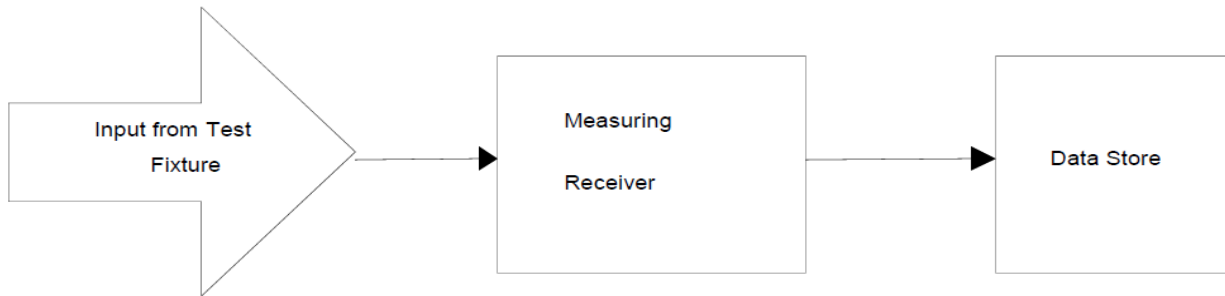 Input from Test
Fixture
Measuring
Receiver
Data Store